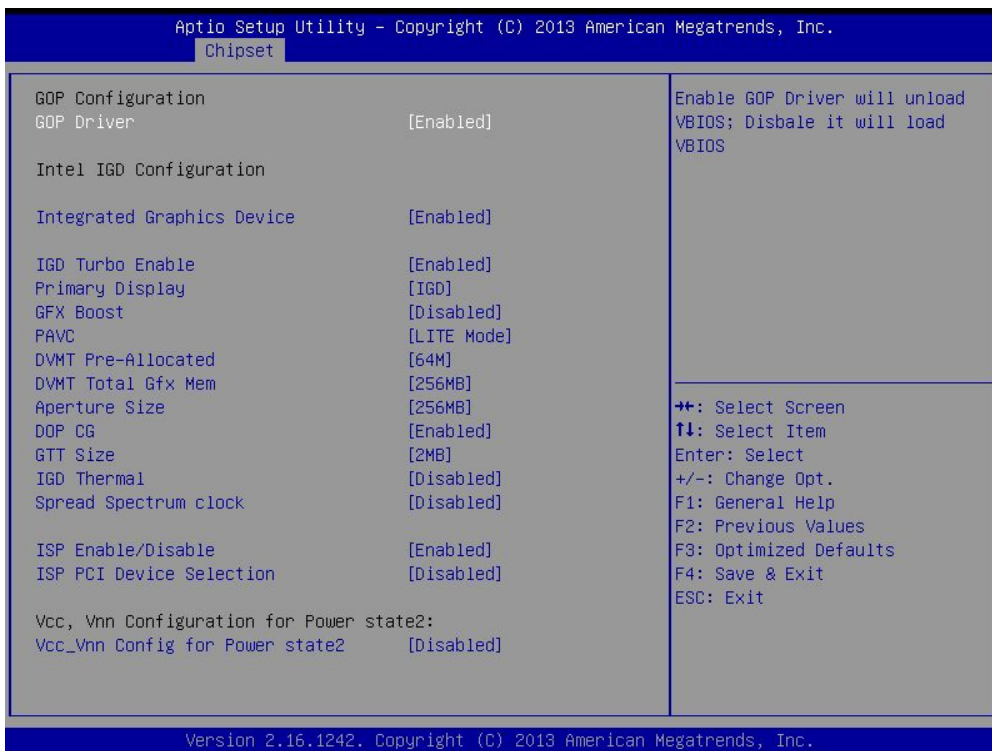 Aptio Setup Utility – Copyright (C) 2013 American Megatrends, Inc.
Chipset
GOP Configuration
GOP Driver [Enabled]
Intel IGD Configuration
Integrated Graphics Device [Enabled]
IGD Turbo Enable [Enabled]
Primary Display [IGD]
GFX Boost [Disabled]
PAVC [LITE Mode]
DVMT Pre-Allocated [64M]
DVMT Total Gfx Mem [256MB]
Aperture Size [256MB]
DOP CG [Enabled]
GTT Size [2MB]
IGD Thermal [Disabled]
Spread Spectrum clock [Disabled]
ISP Enable/Disable [Enabled]
ISP PCI Device Selection [Disabled]
Vcc, Vnn Configuration for Power state2:
Vcc_Vnn Config for Power state2 [Disabled]
Enable GOP Driver will unload
VBIOS; Disbale it will load
VBIOS
→←: Select Screen
↑↓: Select Item
Enter: Select
+/-: Change Opt.
F1: General Help
F2: Previous Values
F3: Optimized Defaults
F4: Save & Exit
ESC: Exit
Version 2.16.1242. Copyright (C) 2013 American Megatrends, Inc.